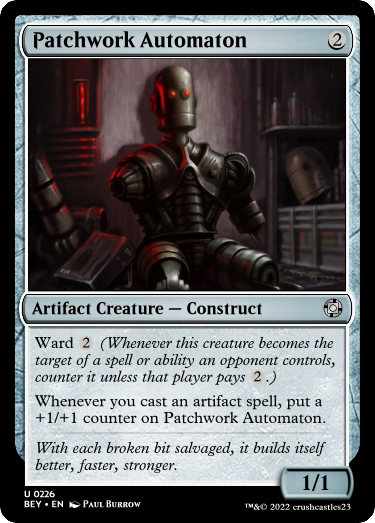 Patchwork Automaton 2
Artifact Creature — Construct
Ward 2 (Whenever this creature becomes the
target of a spell or ability an opponent controls,
counter it unless that player pays 2.)
Whenever you cast an artifact spell, put a
+1/+1 counter on Patchwork Automaton.
With each broken bit salvaged, it builds itself
better, faster, stronger.
1/1
U 0226
BEY • EN Paul Burrow
™&© 2022 crushcastles23